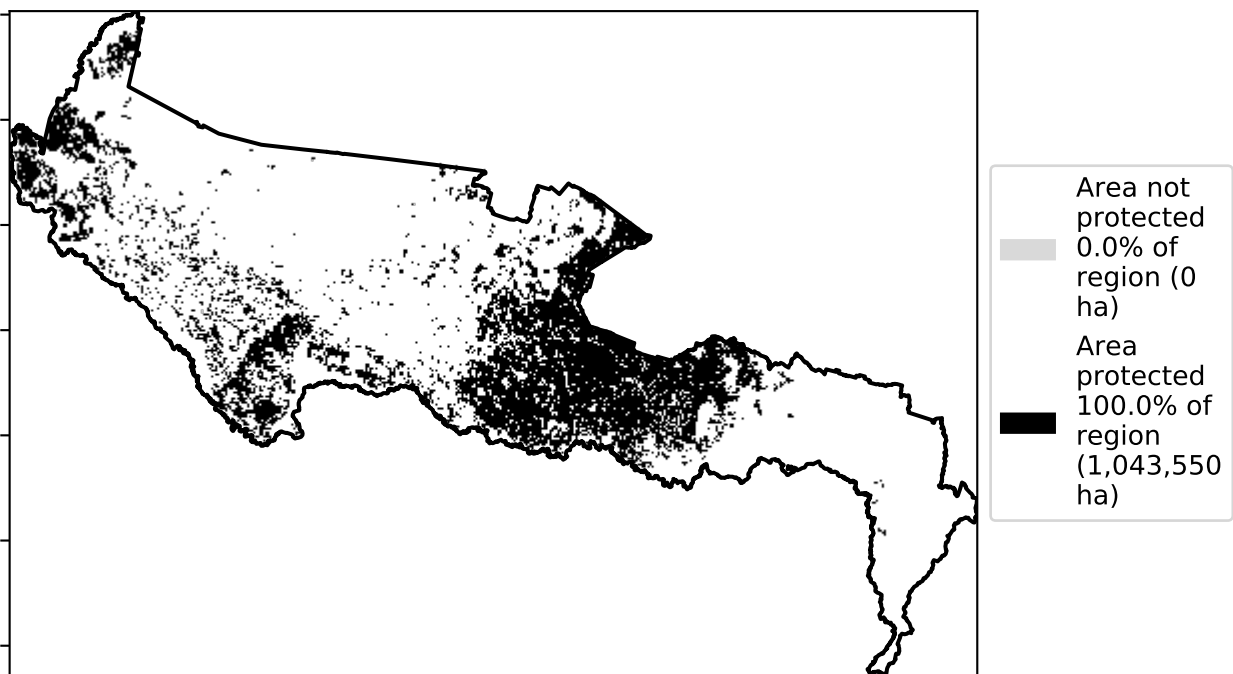 Area not
protected
0.0% of
region (0
ha)
Area
protected
100.0% of
region
(1,043,550
ha)